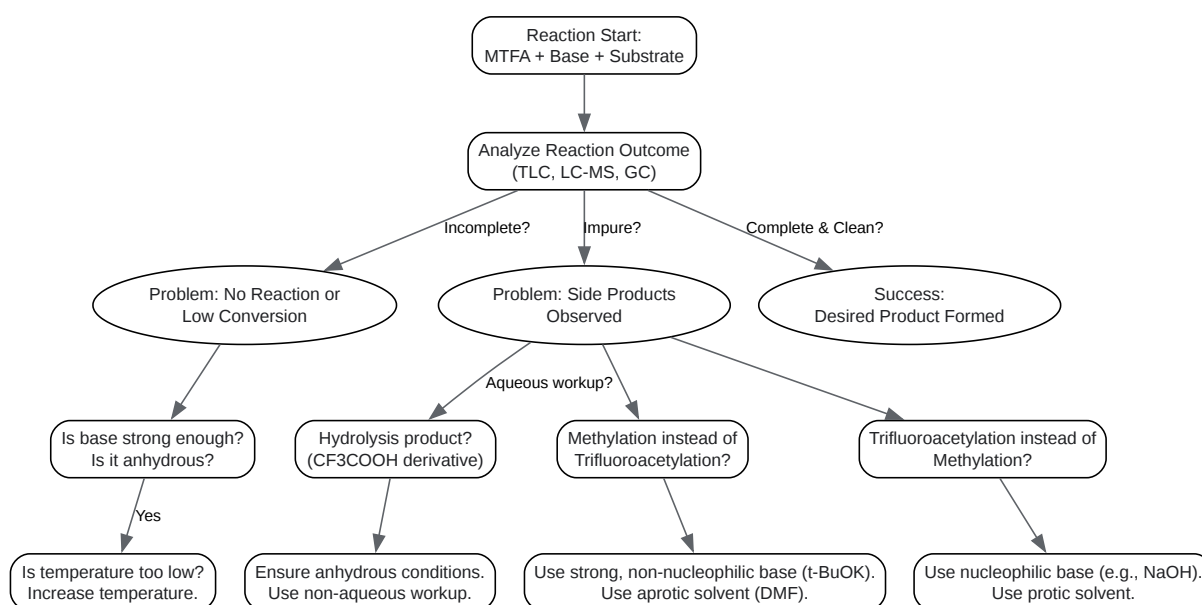 Reaction Start:
MTFA + Base + Substrate
Analyze Reaction Outcome
(TLC, LC-MS, GC)
Incomplete?
Impure?
Complete & Clean?
Problem: No Reaction or
Low Conversion
Problem: Side Products
Observed
Success:
Desired Product Formed
Aqueous workup?
Is base strong enough?
Is it anhydrous?
Hydrolysis product?
(CF3COOH derivative)
Methylation instead of
Trifluoroacetylation?
Trifluoroacetylation instead of
Methylation?
Yes
Is temperature too low?
Increase temperature.
Ensure anhydrous conditions.
Use non-aqueous workup.
Use strong, non-nucleophilic base (t-BuOK).
Use aprotic solvent (DMF).
Use nucleophilic base (e.g., NaOH).
Use protic solvent.